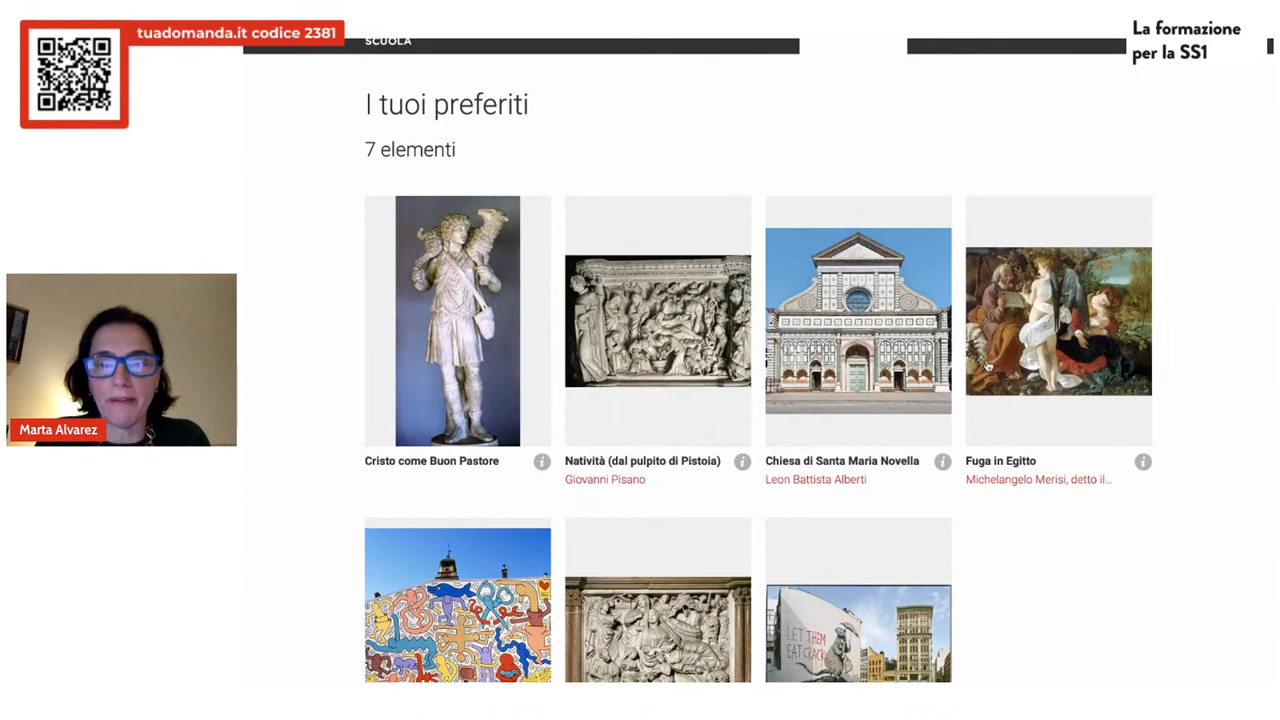 tuadomanda.it codice 2381
SCUOLA
La formazione
per la SS1
I tuoi preferiti
7 elementi
Cristo come Buon Pastore
Natività (dal pulpito di Pistoia)
Giovanni Pisano
Chiesa di Santa Maria Novella
Leon Battista Alberti
Fuga in Egitto
Michelangelo Merisi, detto il...
Marta Alvarez
LET THEM
EAT CRACK